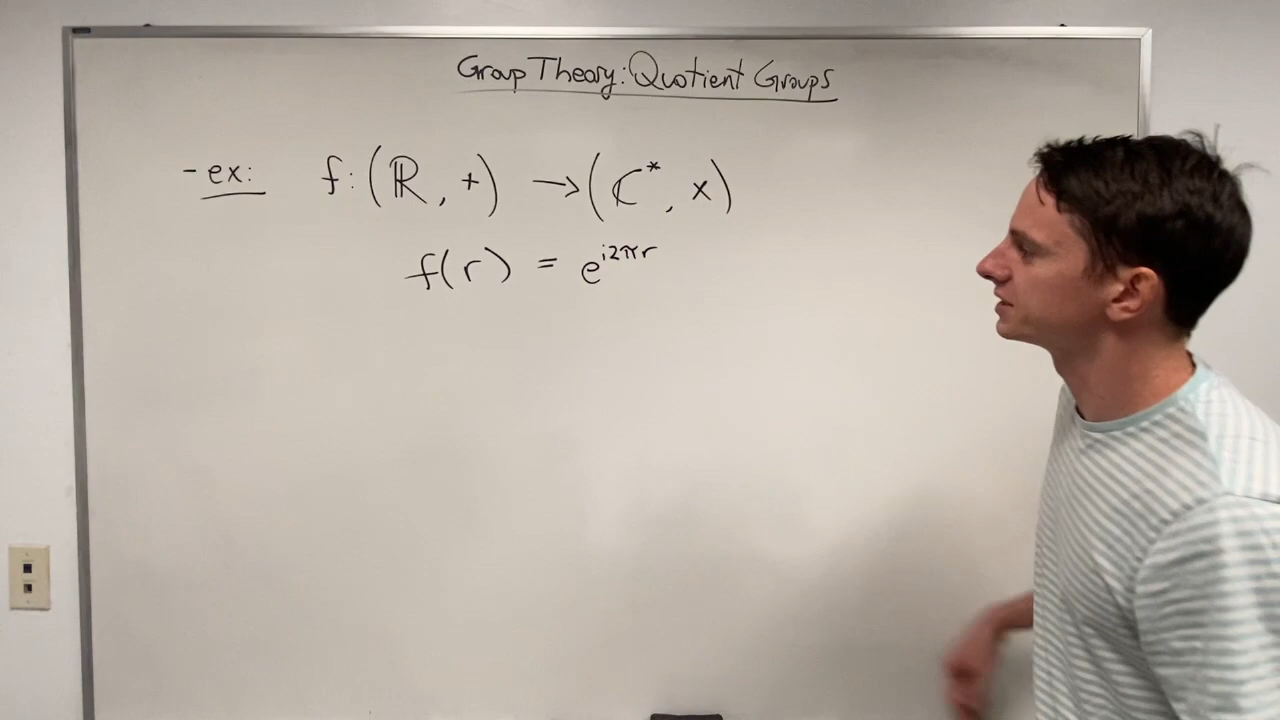 Group Theory: Quotient Groups
- ex: f: (ℝ, +) → (ℂ*, x)
f(r) = e^{i2πr}